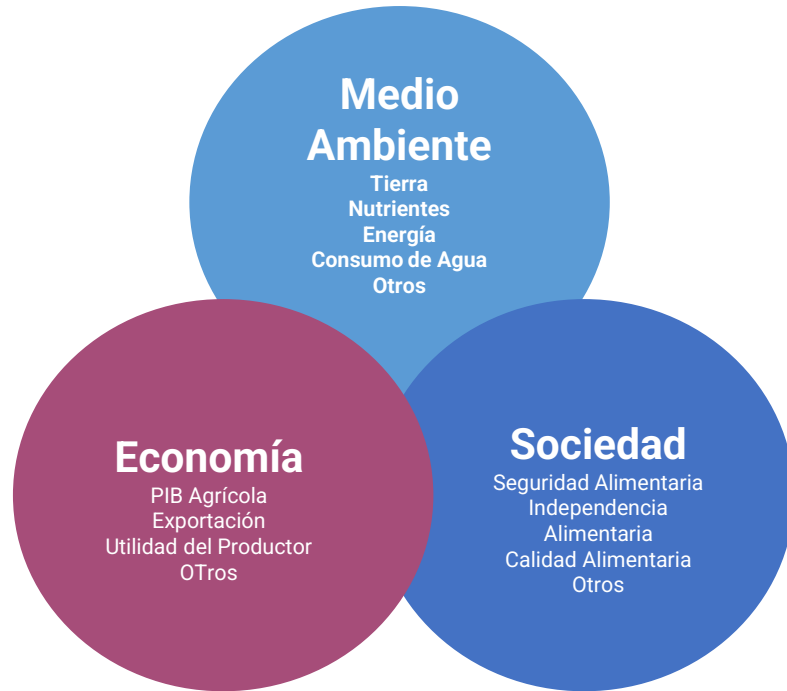 Medio
Ambiente
Tierra
Nutrientes
Energía
Consumo de Agua
Otros
Economía
PIB Agrícola
Exportación
Utilidad del Productor
OTros
Sociedad
Seguridad Alimentaria
Independencia
Alimentaria
Calidad Alimentaria
Otros